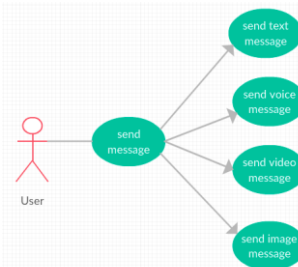 send text
message
send voice
message
send
message
send video
message
User
send image
message